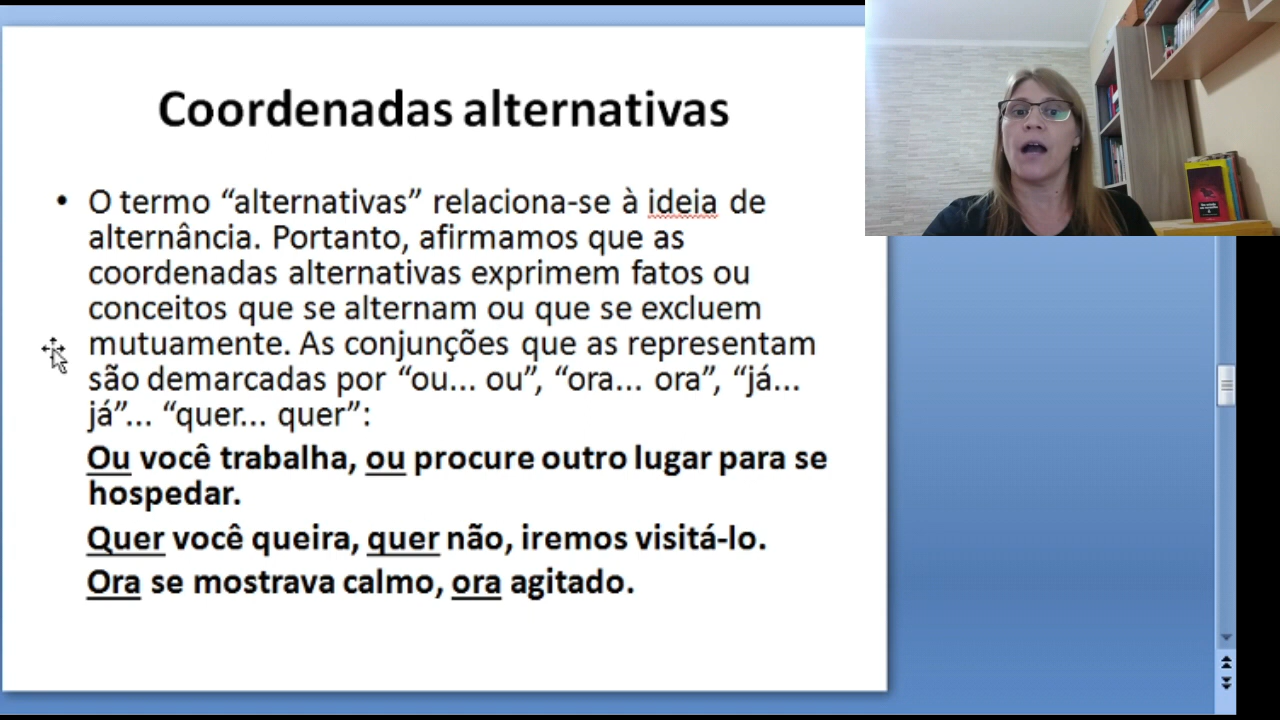 Coordenadas alternativas
• O termo “alternativas” relaciona-se à ideia de
alternância. Portanto, afirmamos que as
coordenadas alternativas exprimem fatos ou
conceitos que se alternam ou que se excluem
mutuamente. As conjunções que as representam
são demarcadas por “ou... ou”, “ora... ora”, “já...
já”... “quer... quer”:
Ou você trabalha, ou procure outro lugar para se
hospedar.
Quer você queira, quer não, iremos visitá-lo.
Ora se mostrava calmo, ora agitado.